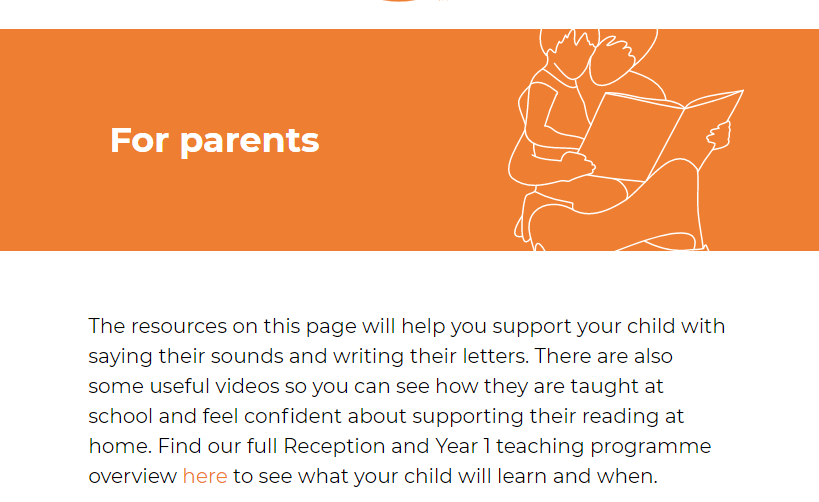 For parents
The resources on this page will help you support your child with
saying their sounds and writing their letters. There are also
some useful videos so you can see how they are taught at
school and feel confident about supporting their reading at
home. Find our full Reception and Year 1 teaching programme
overview here to see what your child will learn and when.